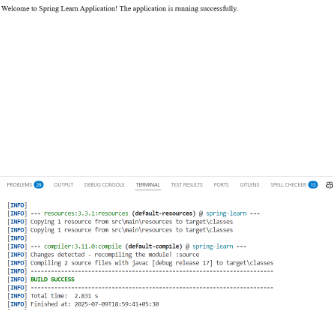 Welcome to Spring Learn Application! The application is running successfully.
PROBLEMS 29 OUTPUT DEBUG CONSOLE TERMINAL TEST RESULTS PORTS GITLENS SPELL CHECKER 13
[INFO]
[INFO] --- resources:3.3.1:resources (default-resources) @ spring-learn ---
[INFO] Copying 1 resource from src\main\resources to target\classes
[INFO] Copying 1 resource from src\main\resources to target\classes
[INFO]
[INFO] --- compiler:3.11.0:compile (default-compile) @ spring-learn ---
[INFO] Changes detected - recompiling the module! :source
[INFO] Compiling 2 source files with javac [debug release 17] to target\classes
[INFO] ------------------------------------------------------------------------
[INFO] BUILD SUCCESS
[INFO] ------------------------------------------------------------------------
[INFO] Total time: 2.831 s
[INFO] Finished at: 2025-07-09T18:59:41+05:30